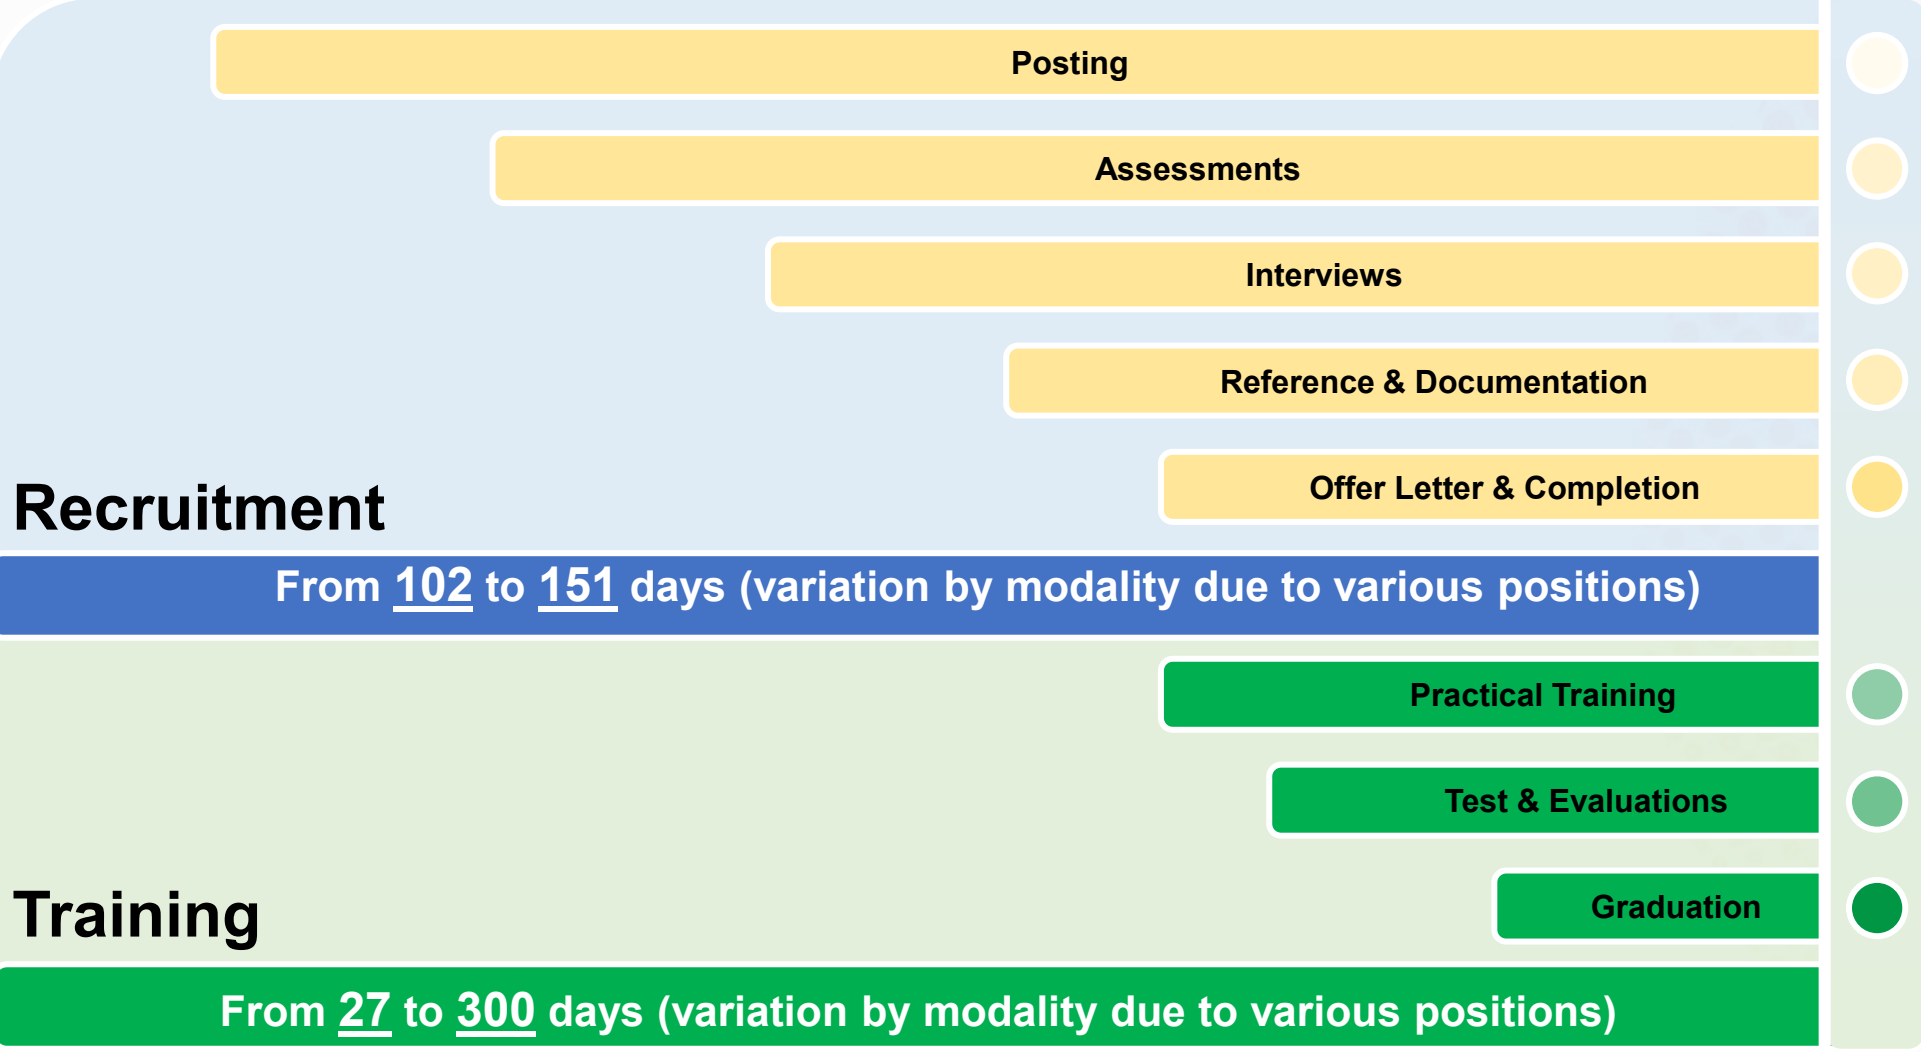 Posting
Assessments
Interviews
Reference & Documentation
Offer Letter & Completion
Recruitment
From 102 to 151 days (variation by modality due to various positions)
Practical Training
Test & Evaluations
Graduation
Training
From 27 to 300 days (variation by modality due to various positions)